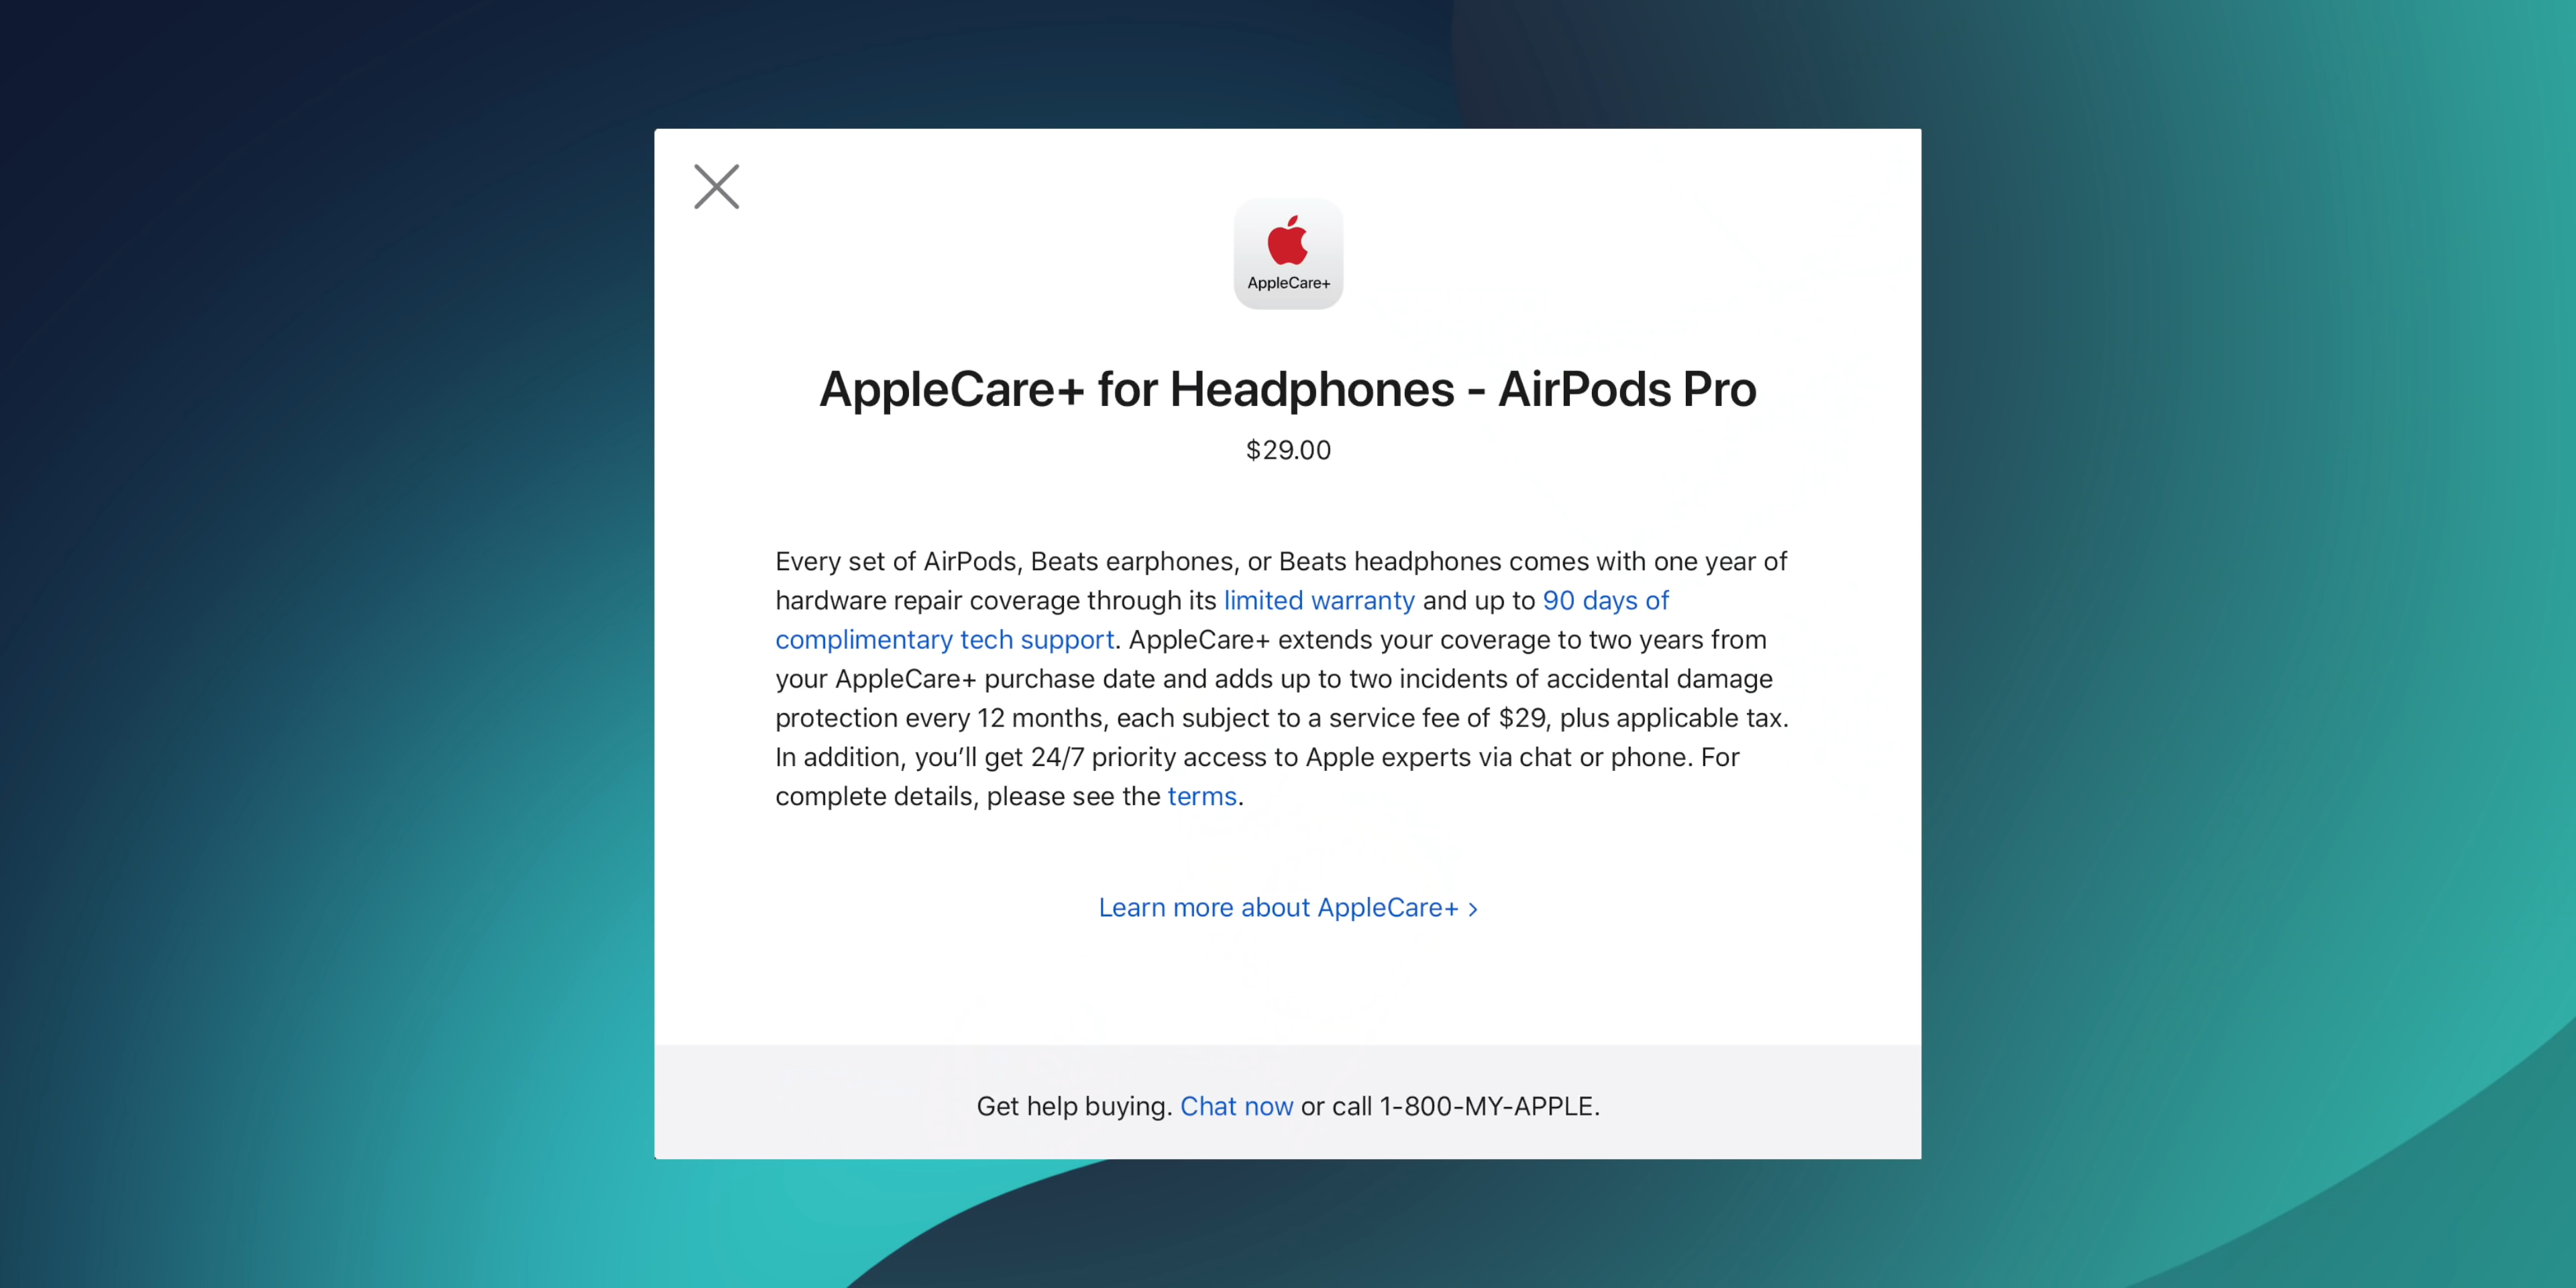 AppleCare+
AppleCare+ for Headphones - AirPods Pro
$29.00
Every set of AirPods, Beats earphones, or Beats headphones comes with one year of
hardware repair coverage through its limited warranty and up to 90 days of
complimentary tech support. AppleCare+ extends your coverage to two years from
your AppleCare+ purchase date and adds up to two incidents of accidental damage
protection every 12 months, each subject to a service fee of $29, plus applicable tax.
In addition, you’ll get 24/7 priority access to Apple experts via chat or phone. For
complete details, please see the terms.
Learn more about AppleCare+ ›
Get help buying. Chat now or call 1-800-MY-APPLE.